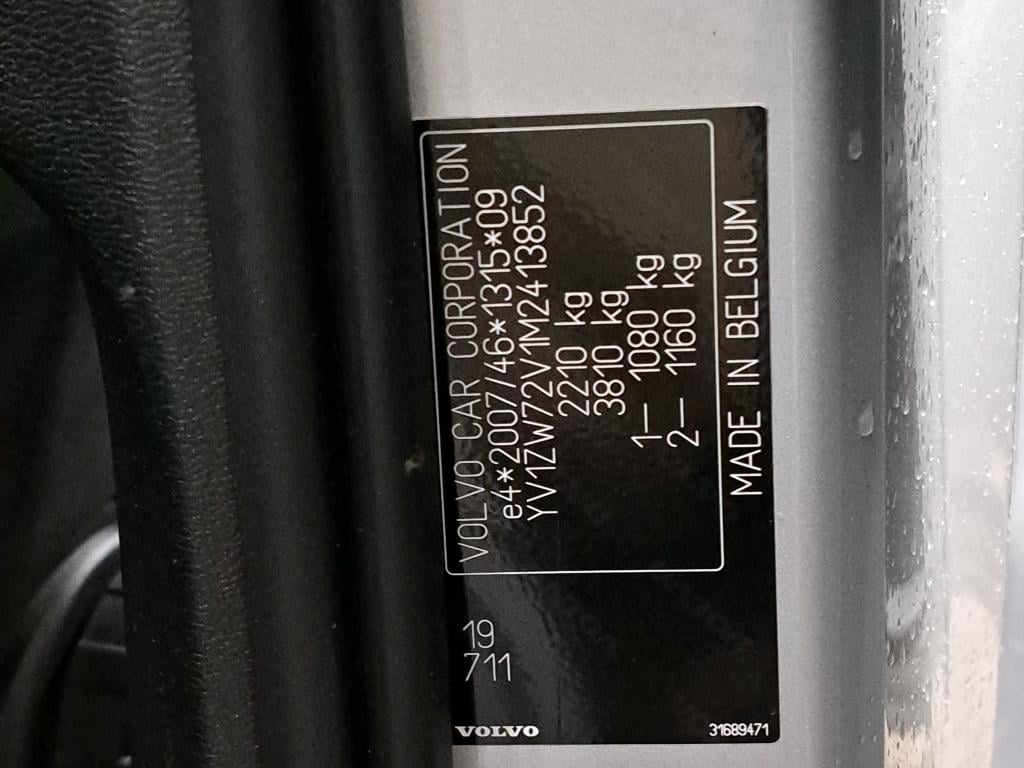 VOLVO CAR CORPORATION
e4*2007/46*1315*09
YV1ZW72V1M2413852
2210 kg
3810 kg
1— 1080 kg
2— 1160 kg
MADE IN BELGIUM
19
711
VOLVO
31689471